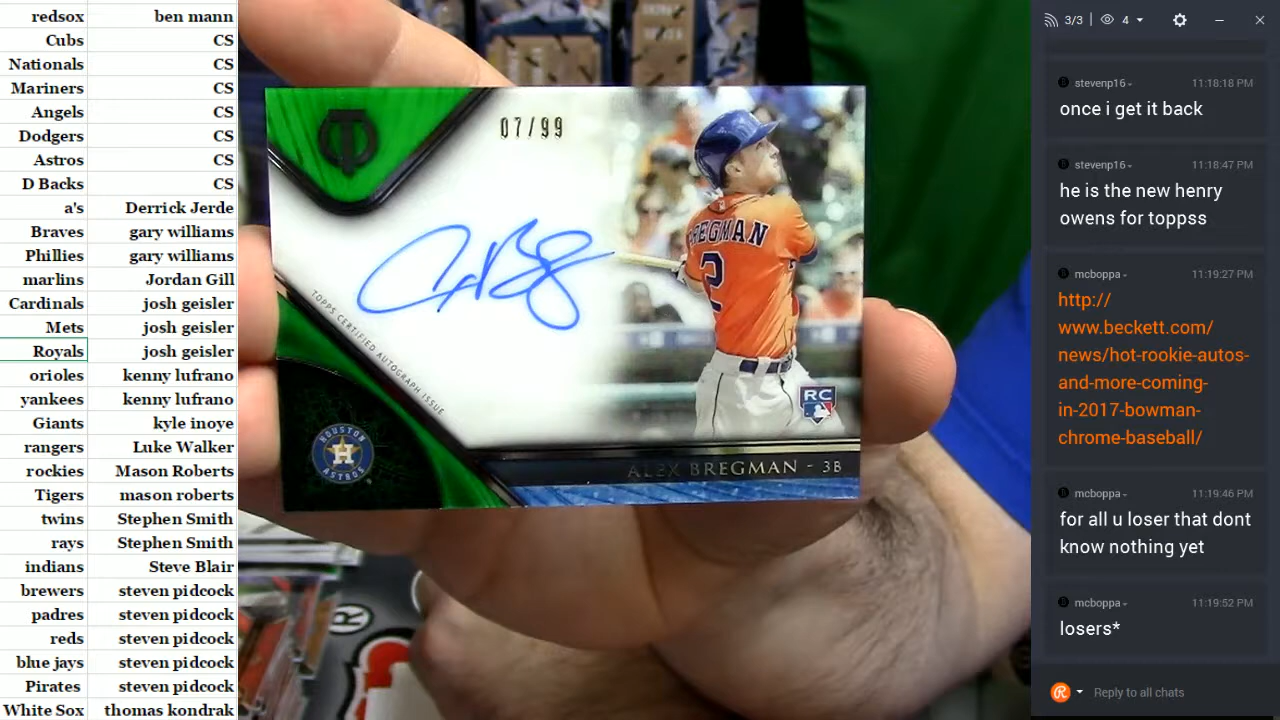 redsox ben mann
Cubs CS
Nationals CS
Mariners CS
Angels CS
Dodgers CS
Astros CS
D Backs CS
a's Derrick Jerde
Braves gary williams
Phillies gary williams
marlins Jordan Gill
Cardinals josh geisler
Mets josh geisler
Royals josh geisler
orioles kenny lufrano
yankees kenny lufrano
Giants kyle inoye
rangers Luke Walker
rockies Mason Roberts
Tigers mason roberts
twins Stephen Smith
rays Stephen Smith
indians Steve Blair
brewers steven pidcock
padres steven pidcock
reds steven pidcock
blue jays steven pidcock
Pirates steven pidcock
White Sox thomas kondrak
07/99
BREGMAN
2
TOPPS CERTIFIED AUTOGRAPH ISSUE
RC
HOUSTON
H
ASTROS
ALEX BREGMAN - 3B
3/3 4
stevenp16 11:18:18 PM
once i get it back
stevenp16 11:18:47 PM
he is the new henry
owens for toppss
mcboppa 11:19:27 PM
http://
www.beckett.com/
news/hot-rookie-autos-
and-more-coming-
in-2017-bowman-
chrome-baseball/
mcboppa 11:19:46 PM
for all u loser that dont
know nothing yet
mcboppa 11:19:52 PM
losers*
Reply to all chats